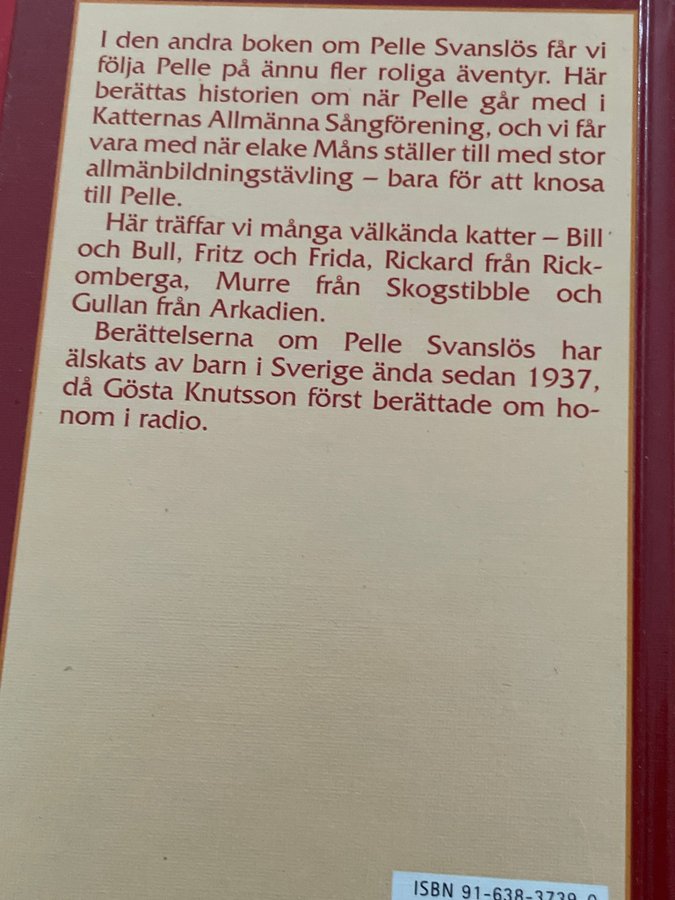 I den andra boken om Pelle Svanslös får vi
följa Pelle på ännu fler roliga äventyr. Här
berättas historien om när Pelle går med i
Katternas Allmänna Sångförening, och vi får
vara med när elake Måns ställer till med stor
allmänbildningstävling – bara för att knosa
till Pelle.
Här träffar vi många välkända katter – Bill
och Bull, Fritz och Frida, Rickard från Rick-
omberga, Murre från Skogstibble och
Gullan från Arkadien.
Berättelserna om Pelle Svanslös har
älskats av barn i Sverige ända sedan 1937,
då Gösta Knutsson först berättade om ho-
nom i radio.
ISBN 91-638-3739-0